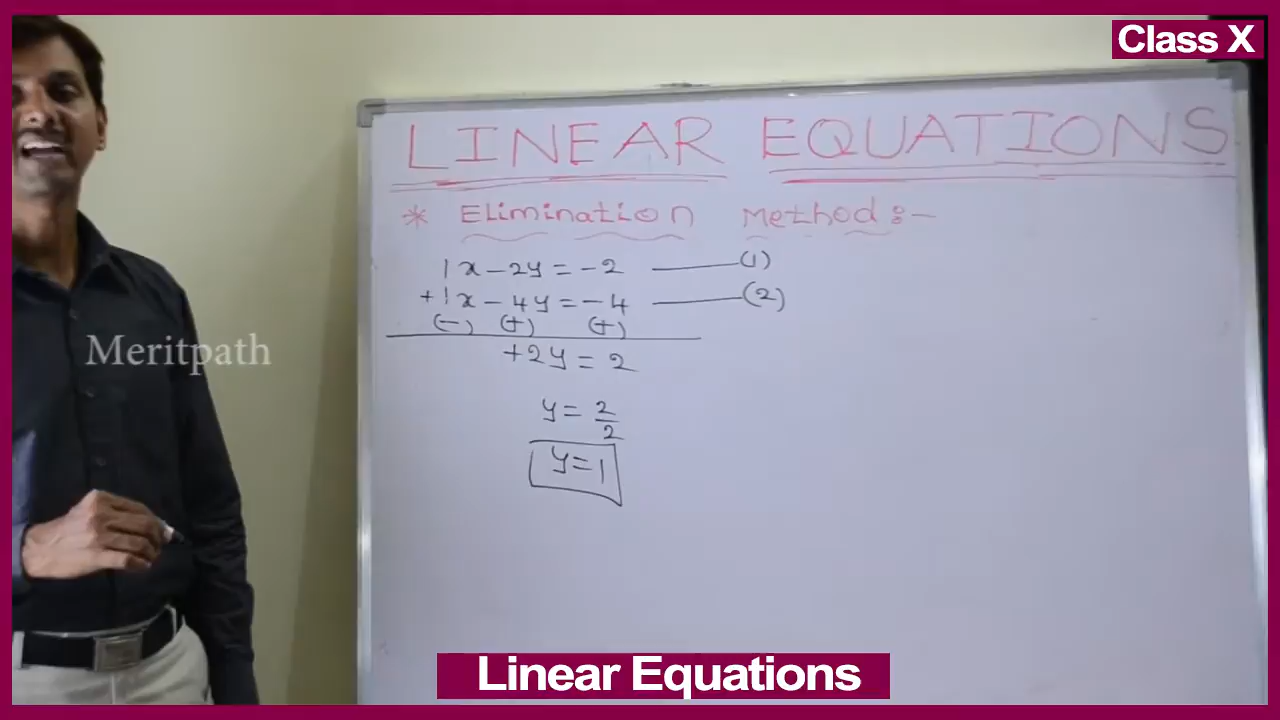 Class X
LINEAR EQUATIONS
* Elimination Method :-
1x - 2y = -2 ——— (1)
+1x - 4y = -4 ——— (2)
(-) (+) (+)
+2y = 2
y = 2/2
y = 1
Meritpath
Linear Equations